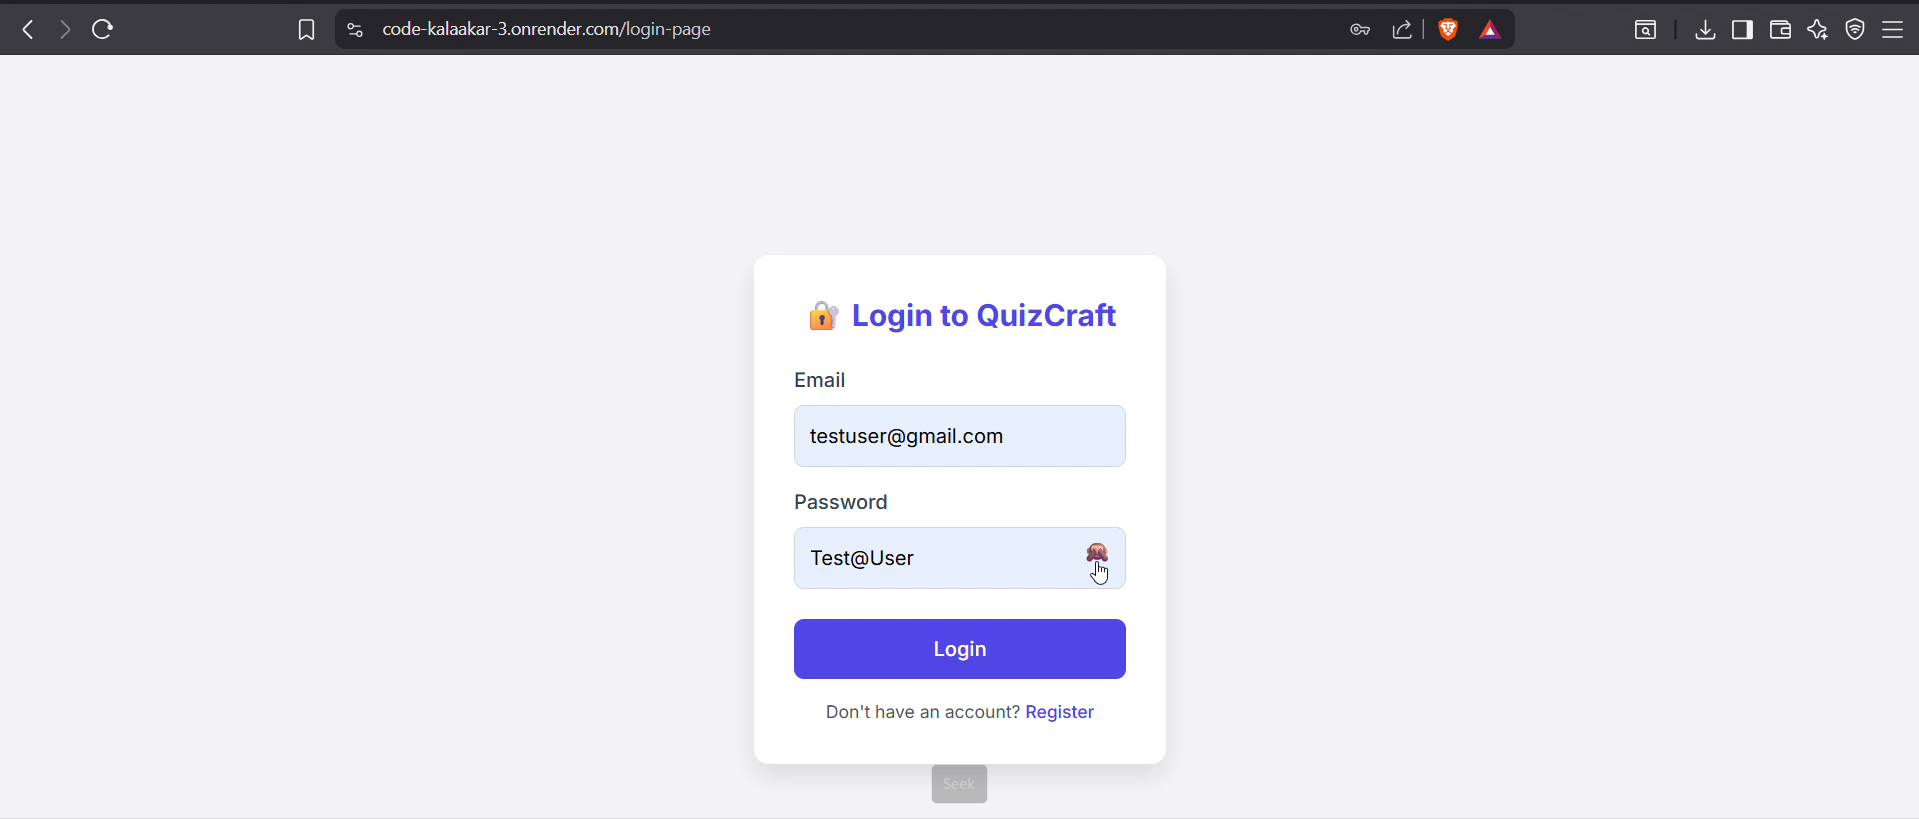 code-kalaakar-3.onrender.com/login-page
🔐 Login to QuizCraft
Email
testuser@gmail.com
Password
Test@User
Login
Don't have an account? Register
Seek